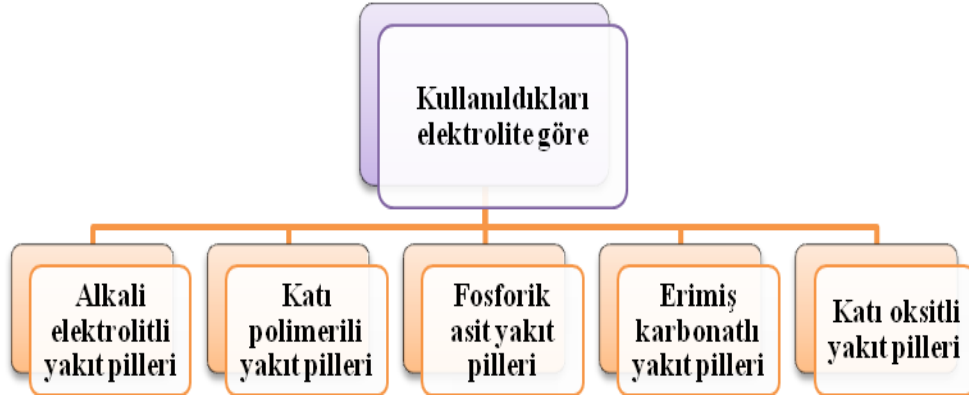 Kullanıldıkları
elektrolite göre
Alkali
elektrolitli
yakıt pilleri
Katı
polimerili
yakıt pilleri
Fosforik
asit yakıt
pilleri
Erimiş
karbonatlı
yakıt pilleri
Katı oksitli
yakıt pilleri